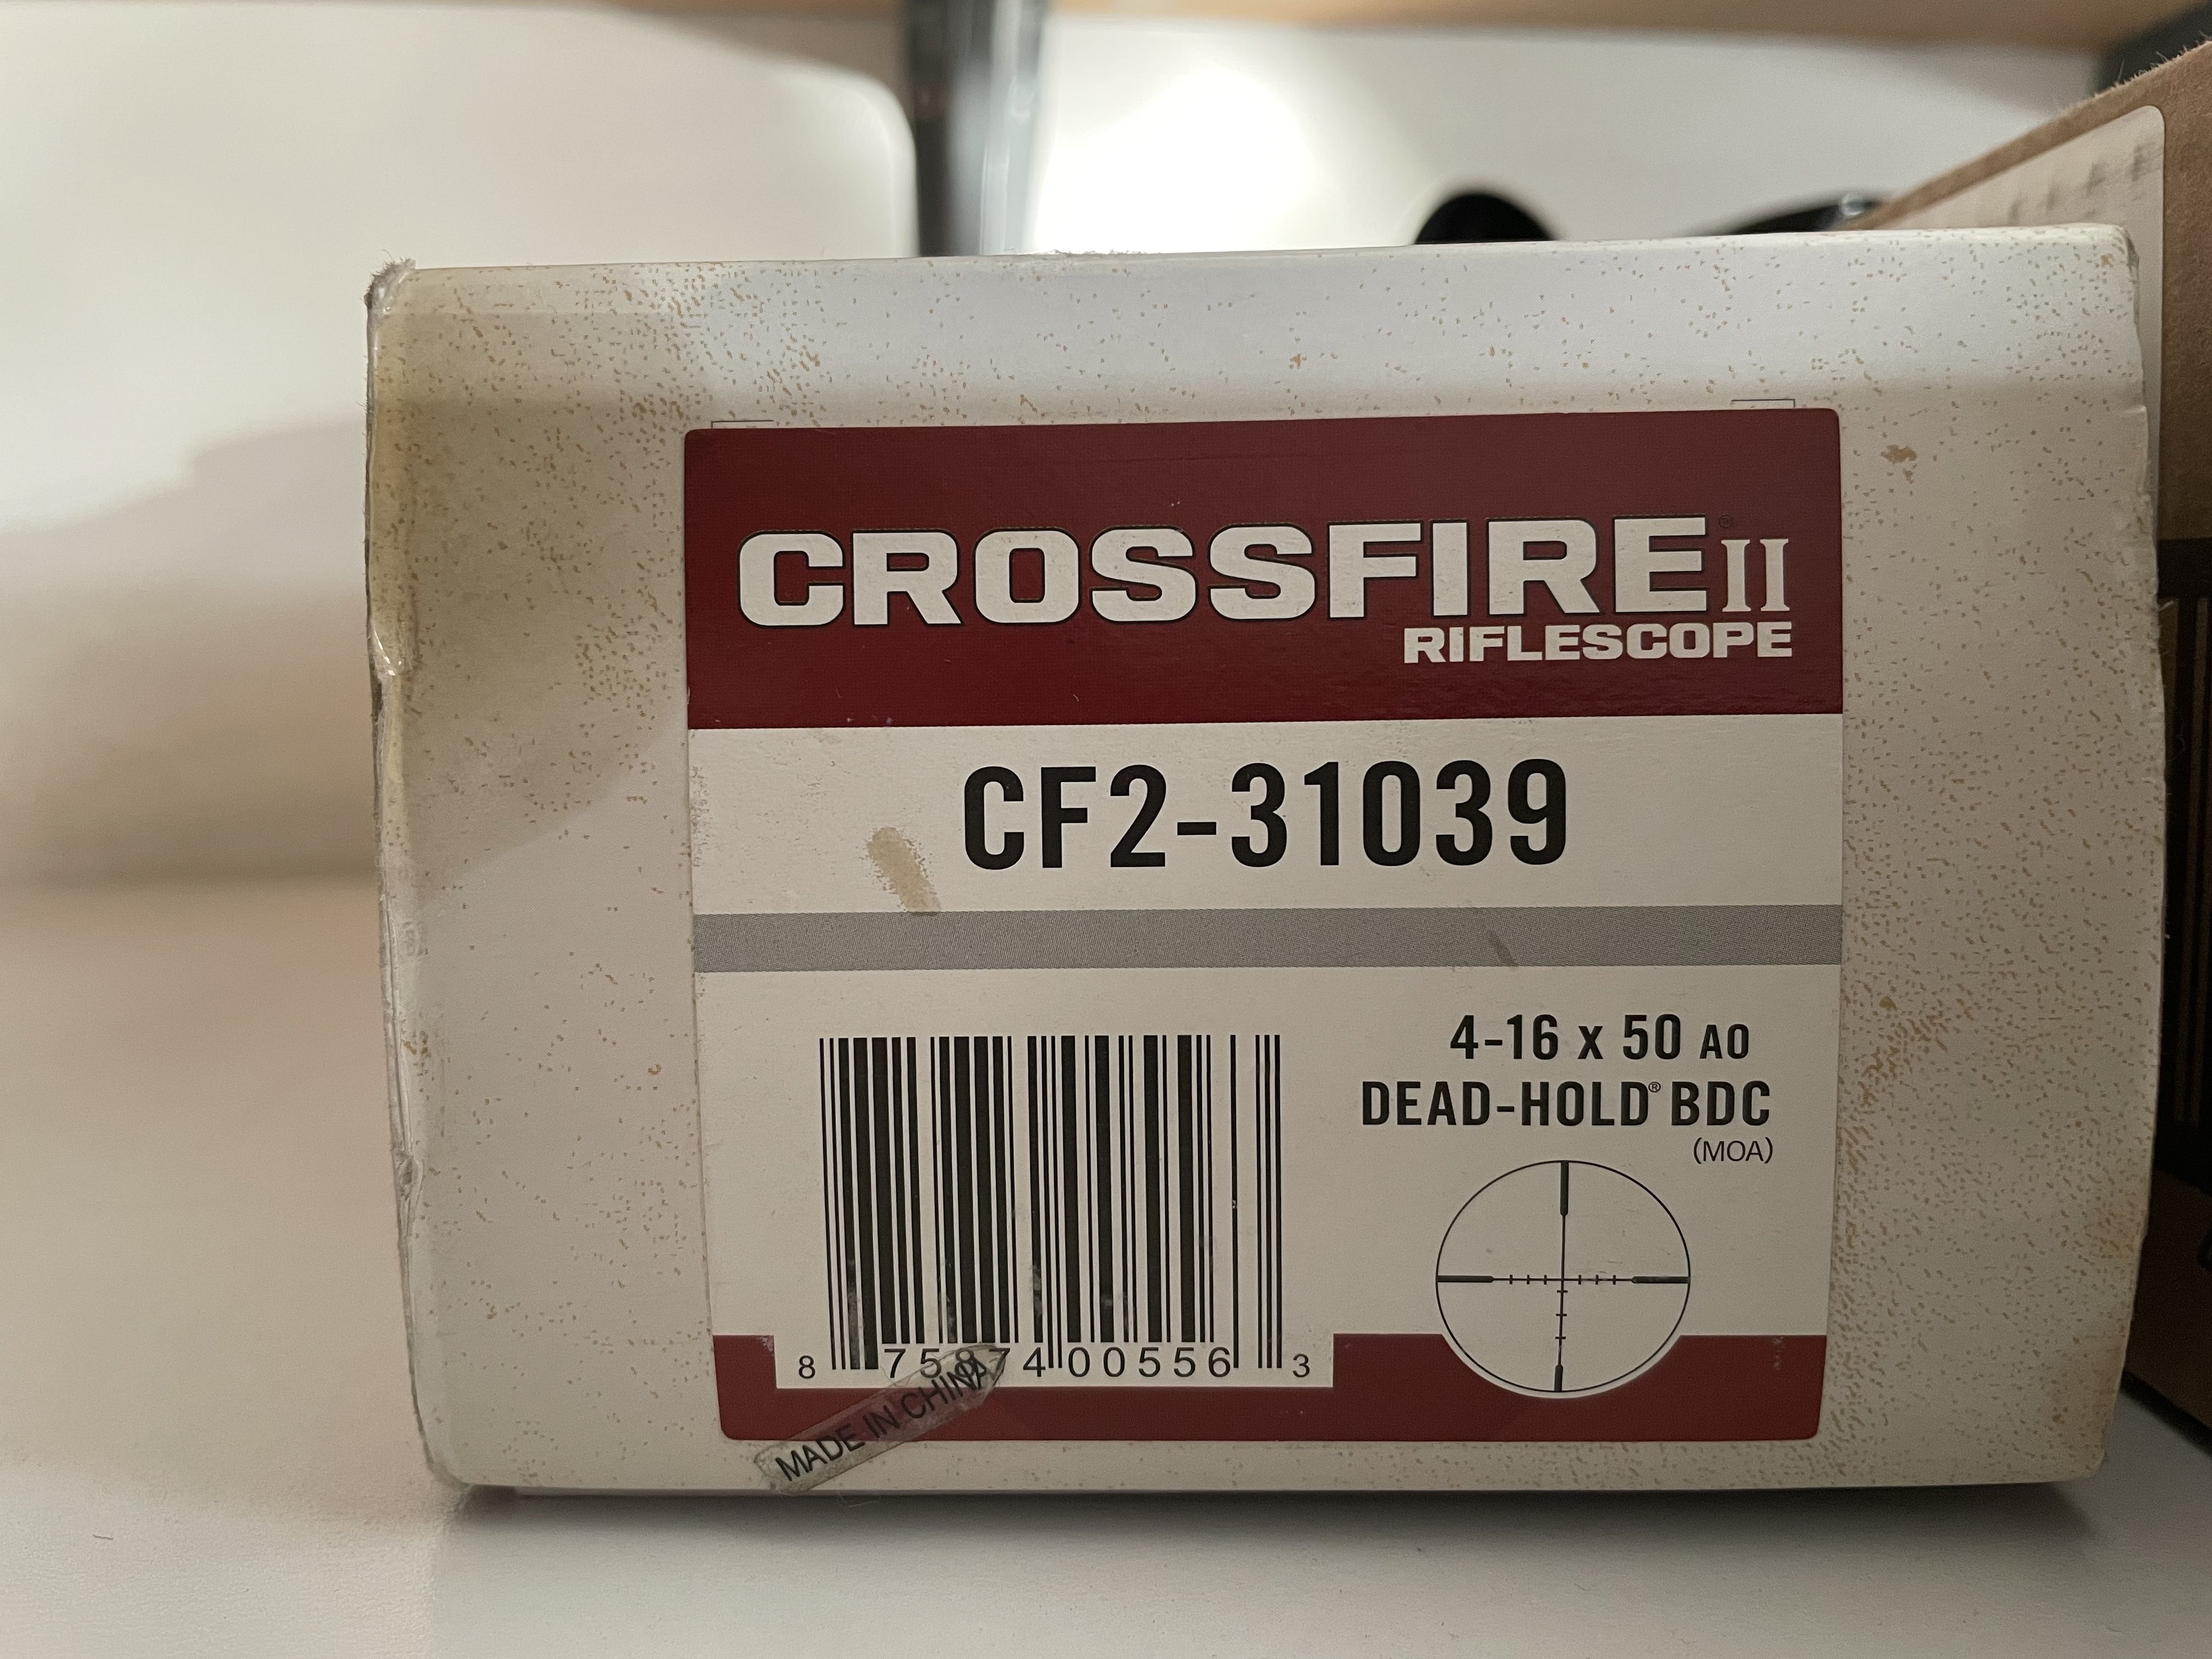 CROSSFIRE® II
RIFLESCOPE
CF2-31039
4-16 x 50 AO
DEAD-HOLD® BDC
(MOA)
8 75874 00556 3
MADE IN CHINA